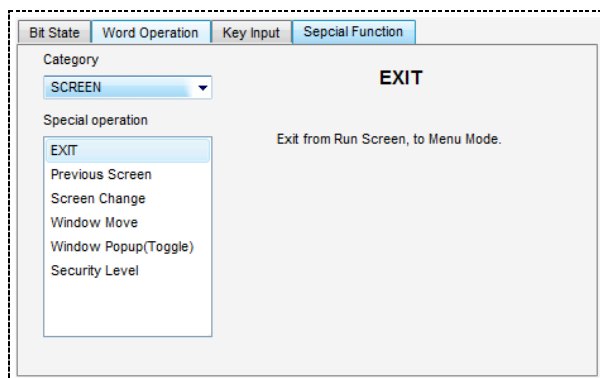 Bit State Word Operation Key Input Sepcial Function
Category
SCREEN
EXIT
Special operation
Exit from Run Screen, to Menu Mode.
EXIT
Previous Screen
Screen Change
Window Move
Window Popup(Toggle)
Security Level